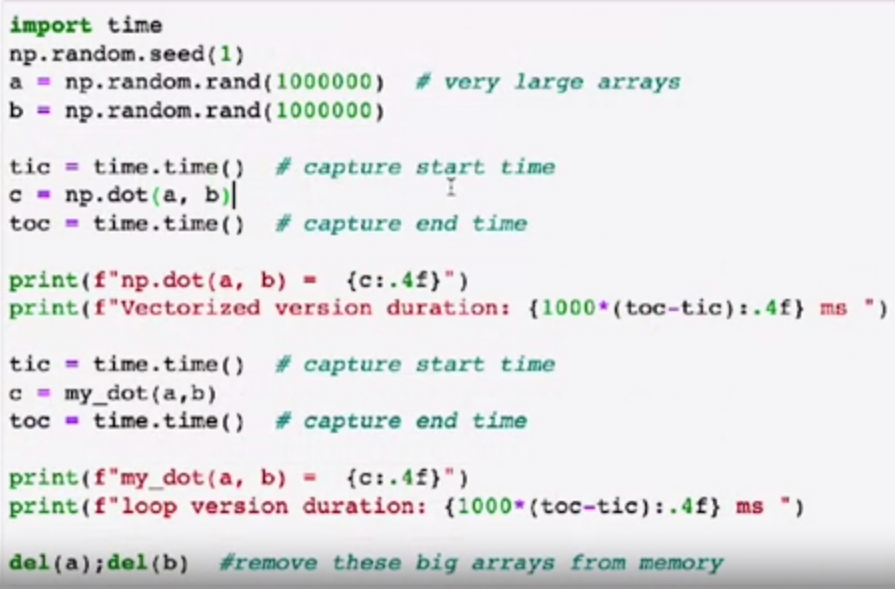 import time
np.random.seed(1)
a = np.random.rand(1000000)  # very large arrays
b = np.random.rand(1000000)
tic = time.time()  # capture start time
c = np.dot(a, b)
toc = time.time()  # capture end time
print(f"np.dot(a, b) =  {c:.4f}")
print(f"Vectorized version duration: {1000*(toc-tic):.4f} ms ")
tic = time.time()  # capture start time
c = my_dot(a,b)
toc = time.time()  # capture end time
print(f"my_dot(a, b) =  {c:.4f}")
print(f"loop version duration: {1000*(toc-tic):.4f} ms ")
del(a);del(b)  #remove these big arrays from memory